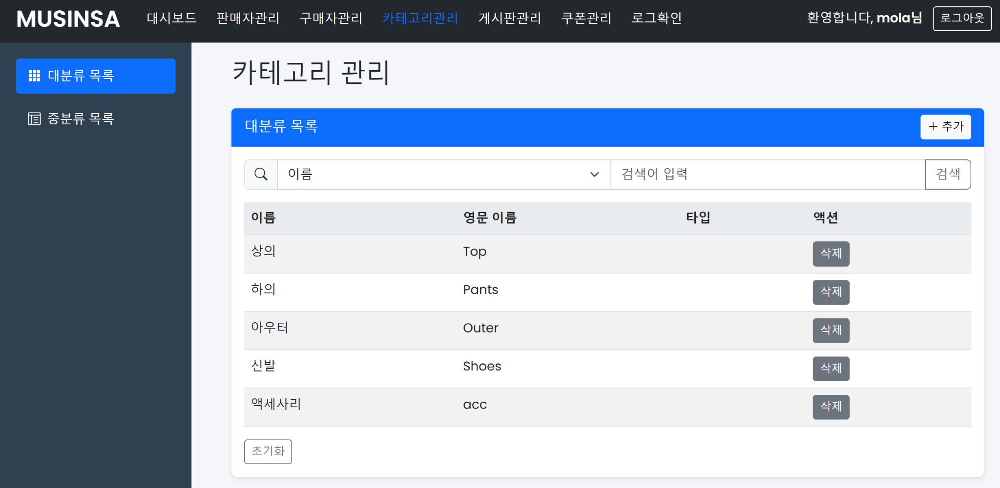 MUSINSA 대시보드 판매자관리 구매자관리 카테고리관리 게시판관리 쿠폰관리 로그확인 환영합니다, mola님 로그아웃
대분류 목록
중분류 목록
카테고리 관리
대분류 목록 + 추가
이름 검색어 입력 검색
이름 영문 이름 타입 액션
상의 Top 삭제
하의 Pants 삭제
아우터 Outer 삭제
신발 Shoes 삭제
액세사리 acc 삭제
초기화